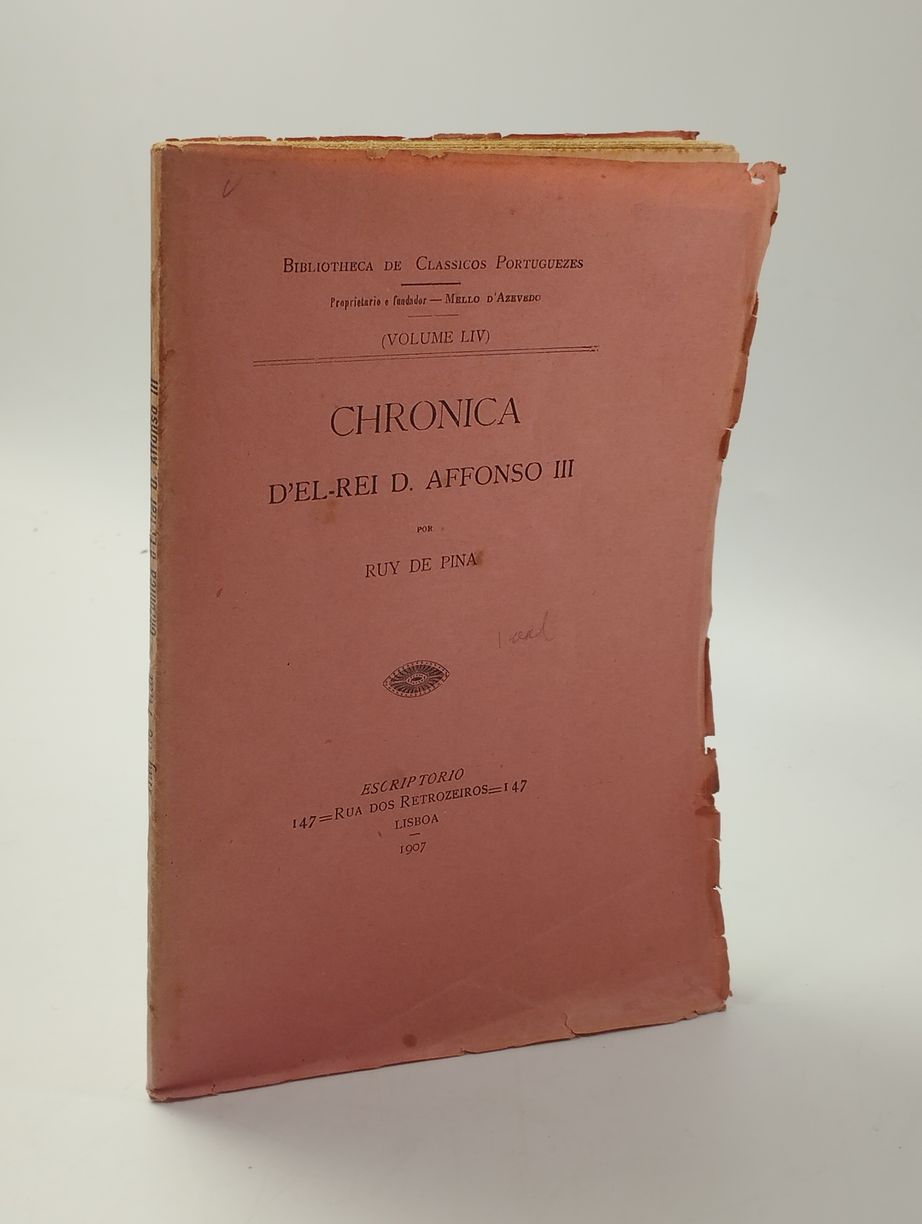 BIBLIOTHECA DE CLASSICOS PORTUGUEZES
Proprietario e fundador — MELLO D'AZEVEDO
(VOLUME LIV)
CHRONICA
D'EL-REI D. AFFONSO III
POR
RUY DE PINA
ESCRIPTORIO
147=RUA DOS RETROZEIROS=147
LISBOA
1907